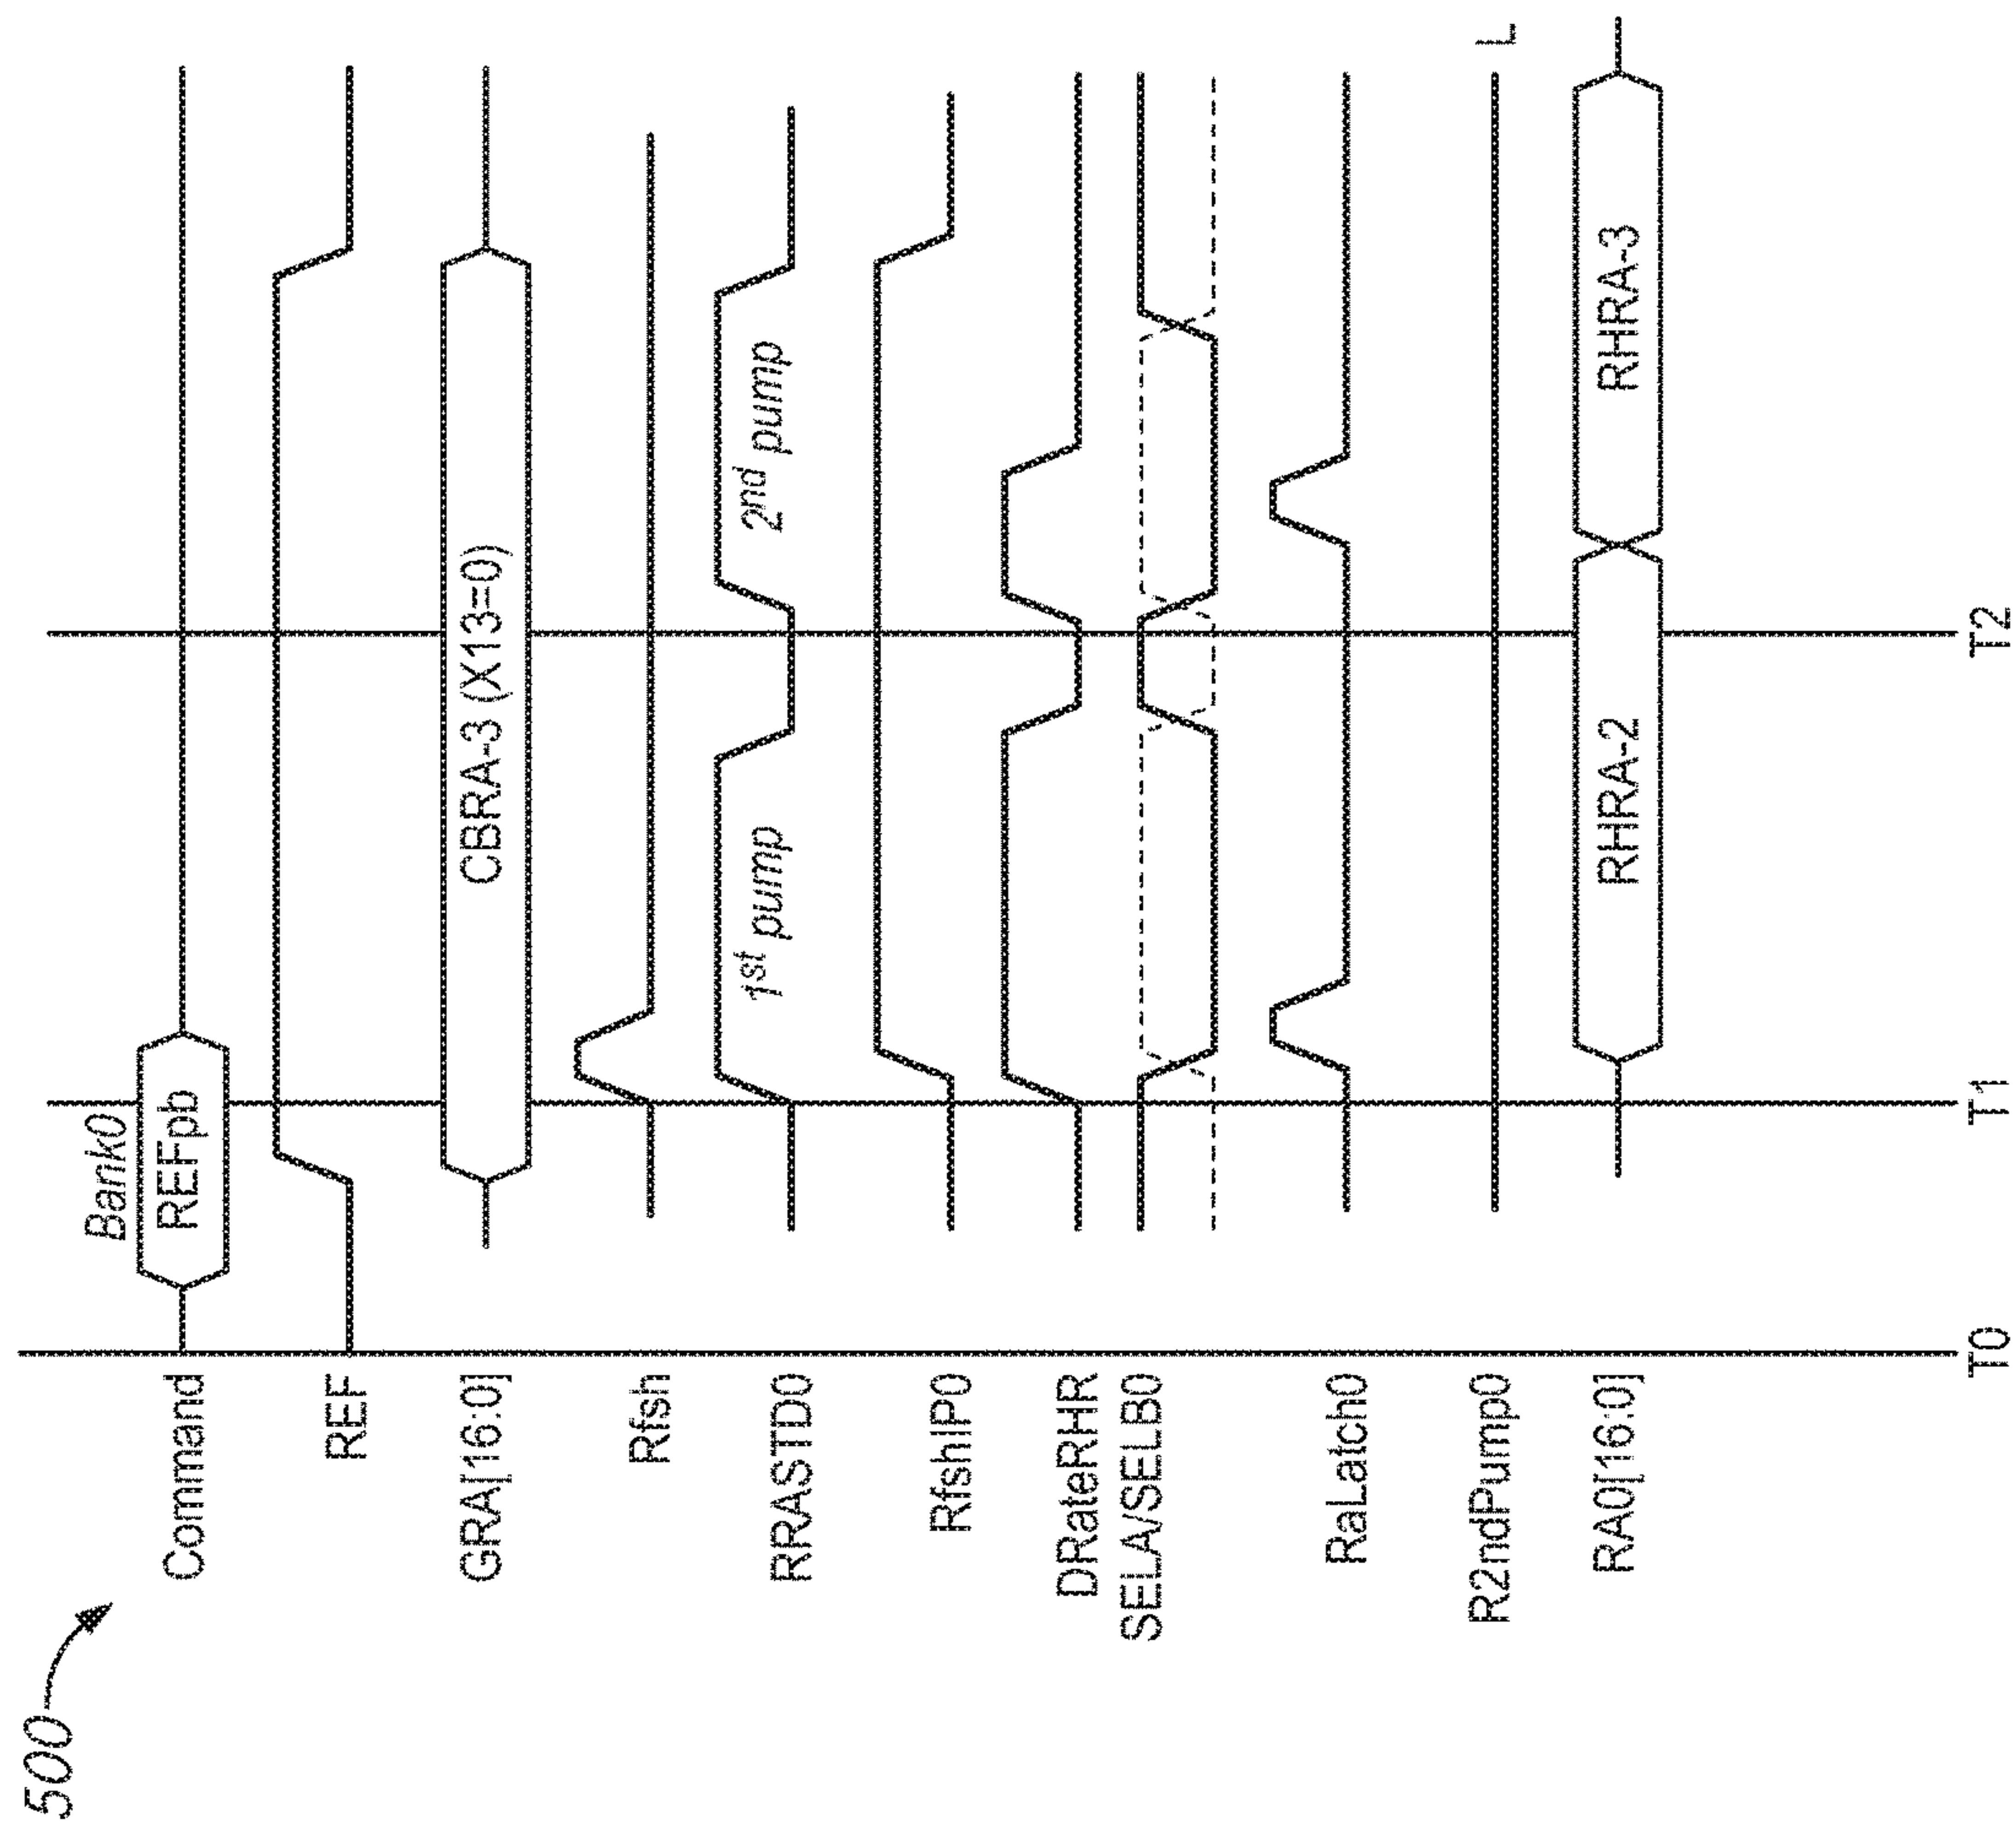 500
Command
Bank0
REFpb
REF
GRA[16:0]
CBRA-3 (X13=0)
Rfsh
RRASTD0
1st pump
2nd pump
RfshIP0
DRateRHR
SELA/SELB0
RaLatch0
R2ndPump0
L
RA0[16:0]
RHRA-2
RHRA-3
T0
T1
T2